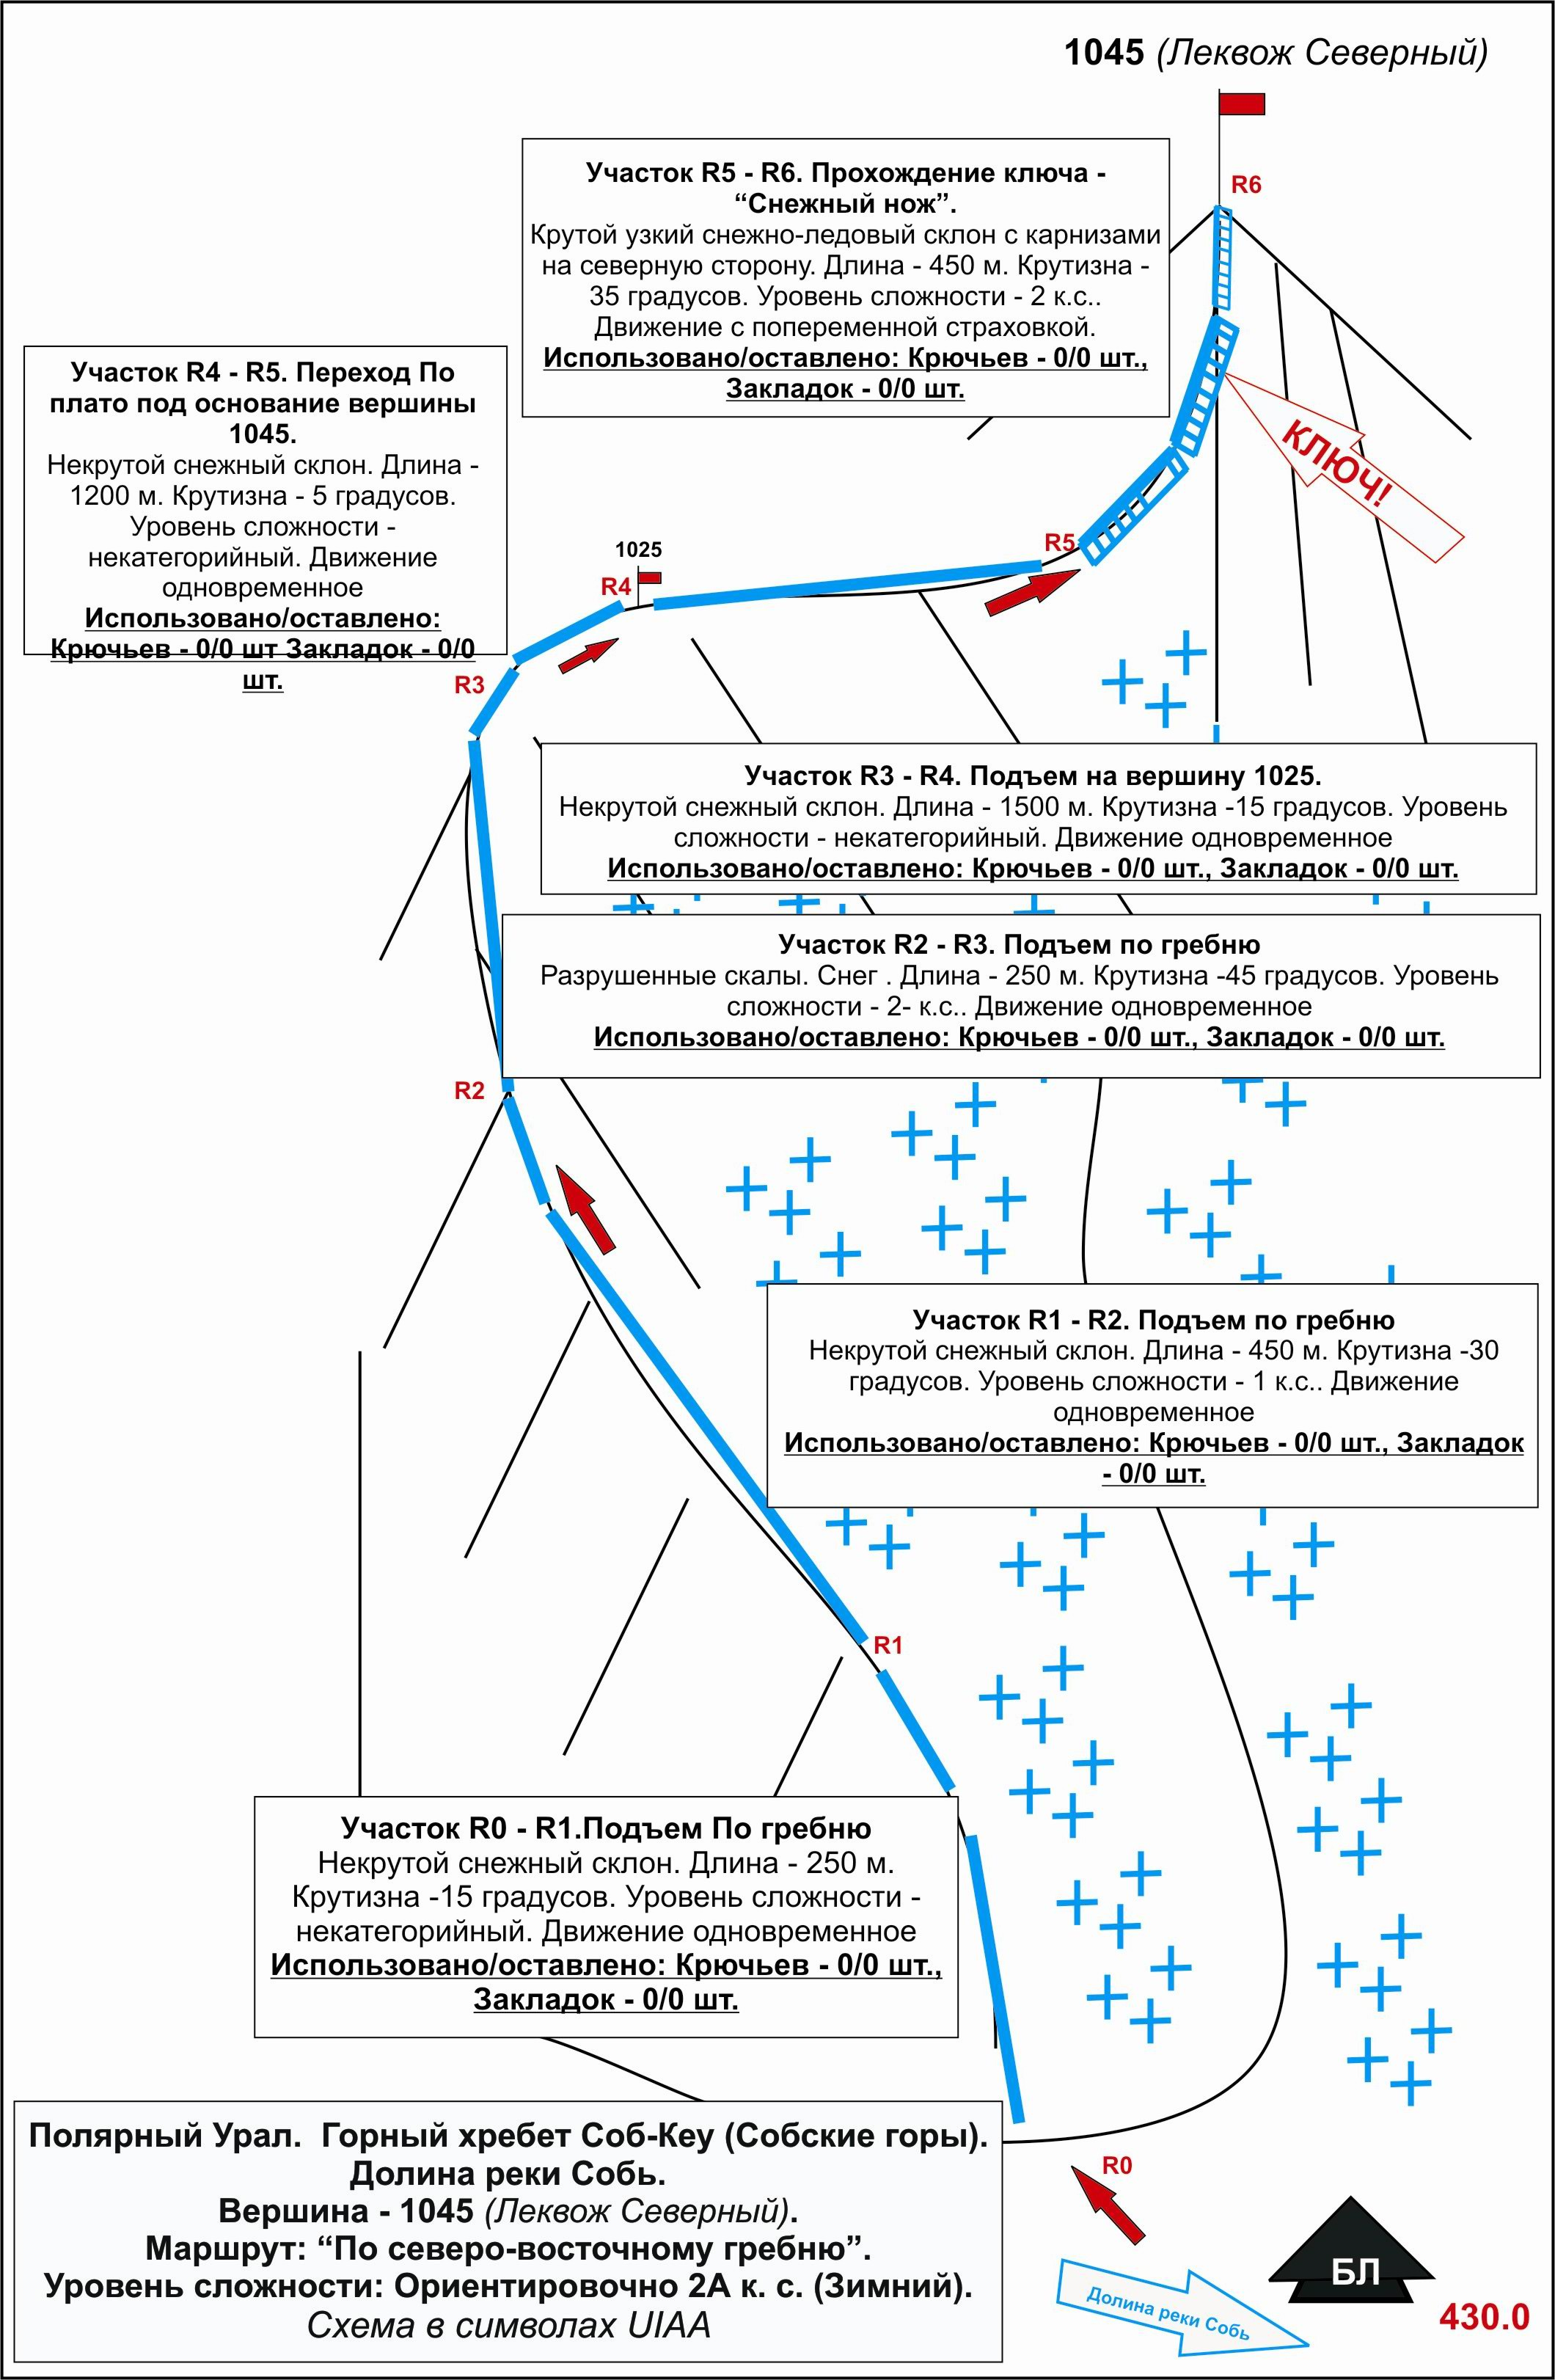 1045 (Леквож Северный)
R6
Участок R5 - R6. Прохождение ключа -
“Снежный нож”.
Крутой узкий снежно-ледовый склон с карнизами
на северную сторону. Длина - 450 м. Крутизна -
35 градусов. Уровень сложности - 2 к.с..
Движение с попеременной страховкой.
Использовано/оставлено: Крючьев - 0/0 шт.,
Закладок - 0/0 шт.
Участок R4 - R5. Переход По
плато под основание вершины
1045.
Некрутой снежный склон. Длина -
1200 м. Крутизна - 5 градусов.
Уровень сложности -
некатегорийный. Движение
одновременное
Использовано/оставлено:
Крючьев - 0/0 шт Закладок - 0/0
шт.
КЛЮЧ!
R5
1025
R4
R3
Участок R3 - R4. Подъем на вершину 1025.
Некрутой снежный склон. Длина - 1500 м. Крутизна -15 градусов. Уровень
сложности - некатегорийный. Движение одновременное
Использовано/оставлено: Крючьев - 0/0 шт., Закладок - 0/0 шт.
Участок R2 - R3. Подъем по гребню
Разрушенные скалы. Снег . Длина - 250 м. Крутизна -45 градусов. Уровень
сложности - 2- к.с.. Движение одновременное
Использовано/оставлено: Крючьев - 0/0 шт., Закладок - 0/0 шт.
R2
Участок R1 - R2. Подъем по гребню
Некрутой снежный склон. Длина - 450 м. Крутизна -30
градусов. Уровень сложности - 1 к.с.. Движение
одновременное
Использовано/оставлено: Крючьев - 0/0 шт., Закладок
- 0/0 шт.
R1
Участок R0 - R1.Подъем По гребню
Некрутой снежный склон. Длина - 250 м.
Крутизна -15 градусов. Уровень сложности -
некатегорийный. Движение одновременное
Использовано/оставлено: Крючьев - 0/0 шт.,
Закладок - 0/0 шт.
Полярный Урал. Горный хребет Соб-Кеу (Собские горы).
Долина реки Собь.
Вершина - 1045 (Леквож Северный).
Маршрут: “По северо-восточному гребню”.
Уровень сложности: Ориентировочно 2А к. с. (Зимний).
Схема в символах UIAA
R0
БЛ
Долина реки Собь
430.0